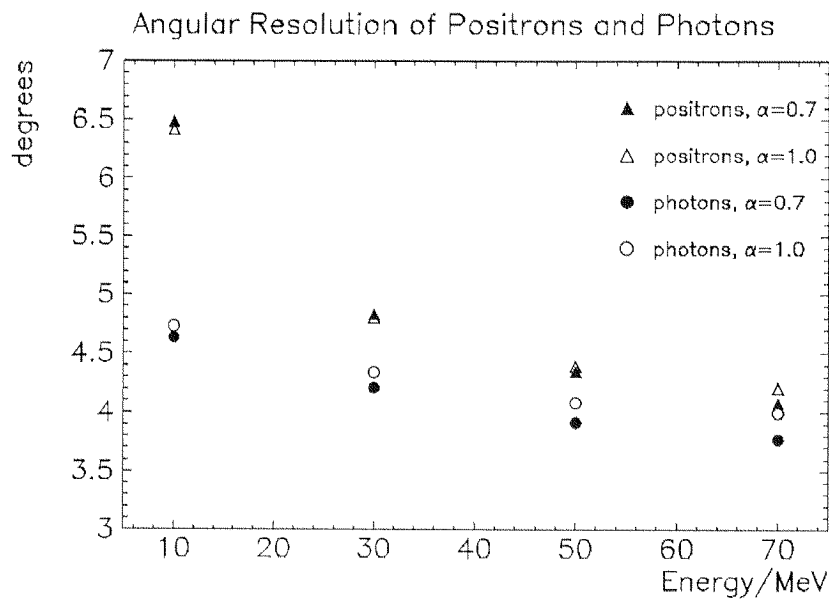 Angular Resolution of Positrons and Photons
degrees
7
6.5
6
5.5
5
4.5
4
3.5
3
positrons, α=0.7
positrons, α=1.0
photons, α=0.7
photons, α=1.0
10 20 30 40 50 60 70
Energy/MeV